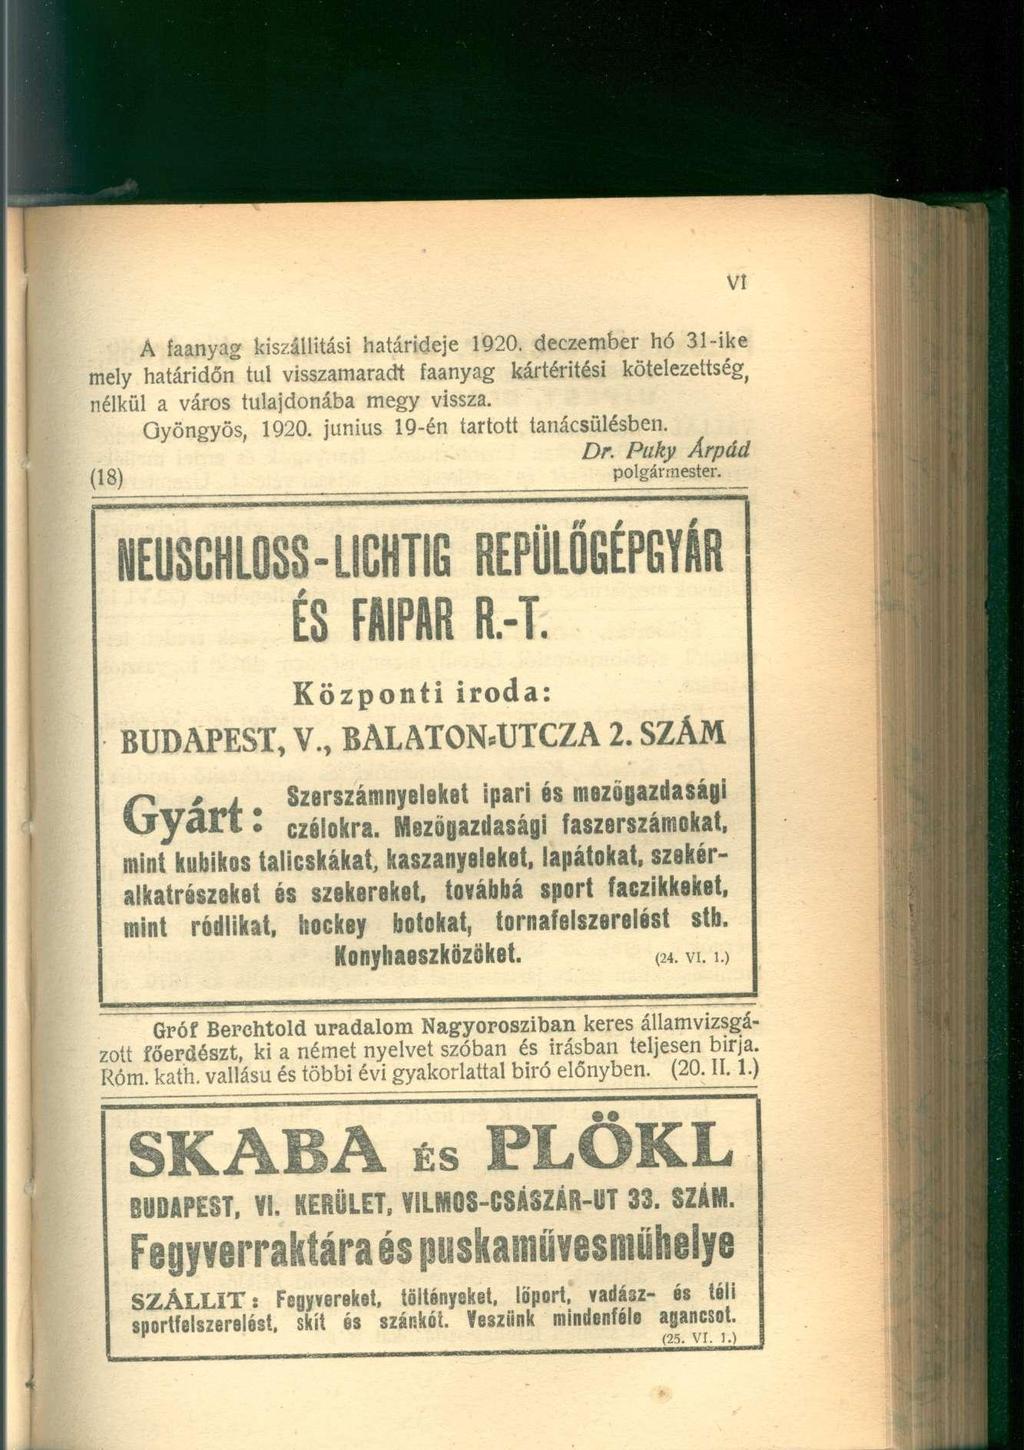 VI
A faanyag kiszállitási határideje 1920. deczember hó 31-ike
mely határidőn tul visszamaradt faanyag kártéritési kötelezettség,
nélkül a város tulajdonába megy vissza.
Gyöngyös, 1920. junius 19-én tartott tanácsülésben.
Dr. Puky Árpád
(18) polgármester.
NEUSCHLOSS-LICHTIG REPÜLŐGÉPGYÁR
ÉS FAIPAR R.-T.
Központi iroda:
BUDAPEST, V., BALATON-UTCZA 2. SZÁM
Gyárt: Szerszámnyeleket ipari és mezőgazdasági
czélokra. Mezőgazdasági faszerszámokat,
mint kubikos talicskákat, kaszanyeleket, lapátokat, szekér-
alkatrészeket és szekereket, továbbá sport faczikkeket,
mint ródlikat, hockey botokat, tornafelszerelést stb.
Konyhaeszközöket. (24. VI. 1.)
Gróf Berchtold uradalom Nagyorosziban keres államvizsgá-
zott főerdészt, ki a német nyelvet szóban és irásban teljesen birja.
Róm. kath. vallásu és többi évi gyakorlattal biró előnyben. (20. II. 1.)
SKABA ÉS PLÖKL
BUDAPEST, VI. KERÜLET, VILMOS-CSÁSZÁR-UT 33. SZÁM.
Fegyverraktára és puskaművesműhelye
SZÁLLIT: Fegyvereket, töltényeket, lőport, vadász- és téli
sportfelszerelést, skít és szánkót. Veszünk mindenféle agancsot.
(25. VI. 1.)